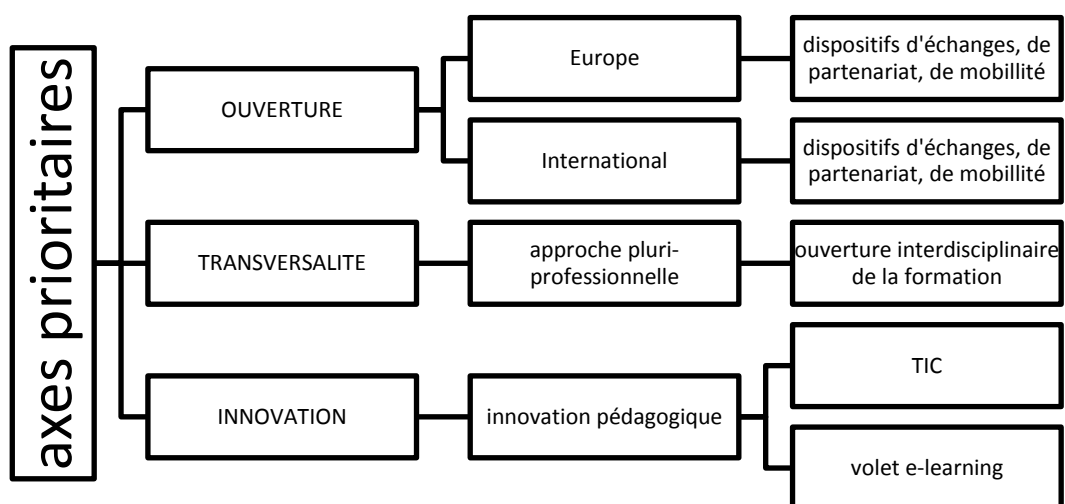 axes prioritaires
OUVERTURE
Europe
dispositifs d'échanges, de
partenariat, de mobillité
International
dispositifs d'échanges, de
partenariat, de mobillité
TRANSVERSALITE
approche pluri-
professionnelle
ouverture interdisciplinaire
de la formation
INNOVATION
innovation pédagogique
TIC
volet e-learning